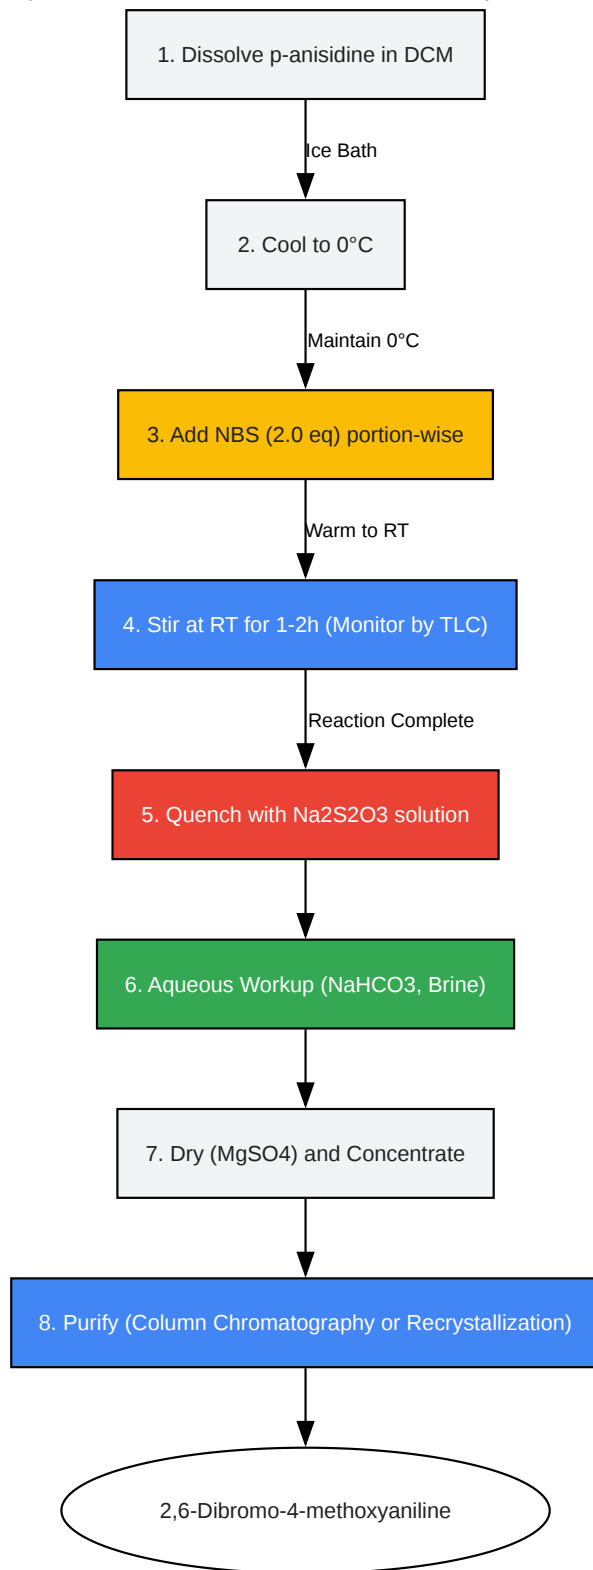 1. Dissolve p-anisidine in DCM
Ice Bath
2. Cool to 0°C
Maintain 0°C
3. Add NBS (2.0 eq) portion-wise
Warm to RT
4. Stir at RT for 1-2h (Monitor by TLC)
Reaction Complete
5. Quench with Na2S2O3 solution
6. Aqueous Workup (NaHCO3, Brine)
7. Dry (MgSO4) and Concentrate
8. Purify (Column Chromatography or Recrystallization)
2,6-Dibromo-4-methoxyaniline